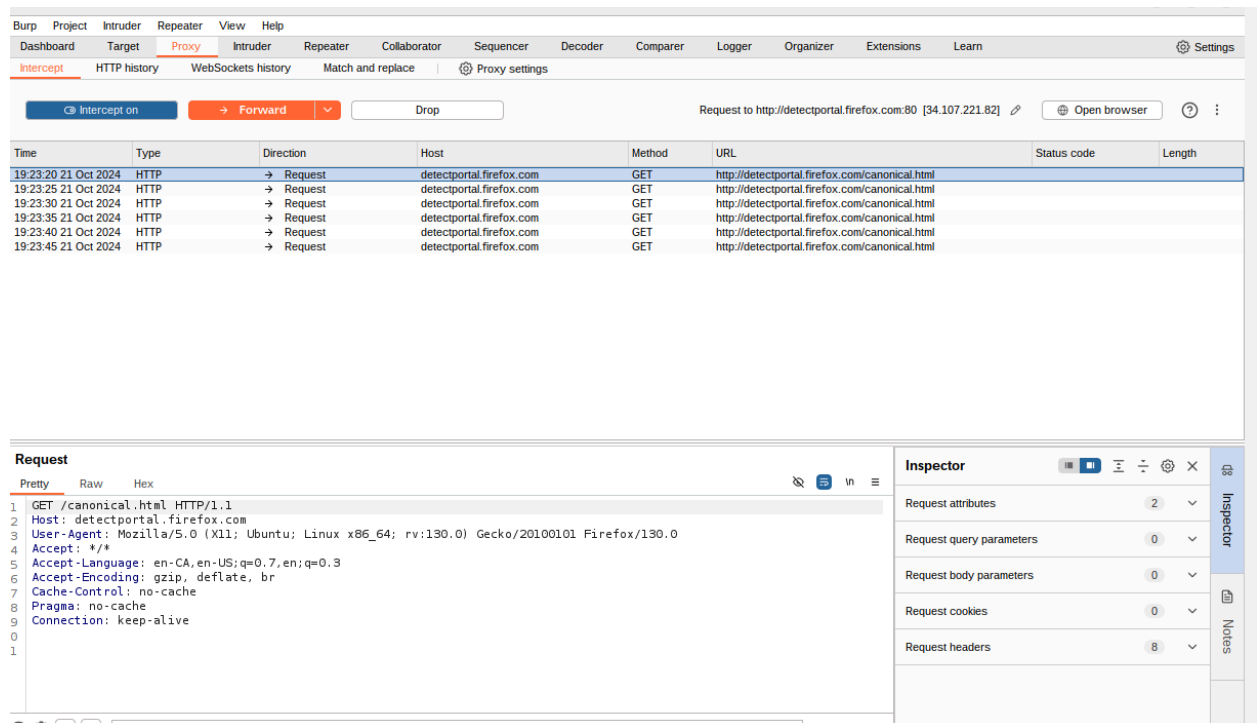 Burp Project Intruder Repeater View Help
Dashboard Target Proxy Intruder Repeater Collaborator Sequencer Decoder Comparer Logger Organizer Extensions Learn Settings
Intercept HTTP history WebSockets history Match and replace Proxy settings
Intercept on Forward Drop Request to http://detectportal.firefox.com:80 [34.107.221.82] Open browser
Time Type Direction Host Method URL Status code Length
19:23:20 21 Oct 2024 HTTP → Request detectportal.firefox.com GET http://detectportal.firefox.com/canonical.html
19:23:25 21 Oct 2024 HTTP → Request detectportal.firefox.com GET http://detectportal.firefox.com/canonical.html
19:23:30 21 Oct 2024 HTTP → Request detectportal.firefox.com GET http://detectportal.firefox.com/canonical.html
19:23:35 21 Oct 2024 HTTP → Request detectportal.firefox.com GET http://detectportal.firefox.com/canonical.html
19:23:40 21 Oct 2024 HTTP → Request detectportal.firefox.com GET http://detectportal.firefox.com/canonical.html
19:23:45 21 Oct 2024 HTTP → Request detectportal.firefox.com GET http://detectportal.firefox.com/canonical.html
Request
Pretty Raw Hex \n
1 GET /canonical.html HTTP/1.1
2 Host: detectportal.firefox.com
3 User-Agent: Mozilla/5.0 (X11; Ubuntu; Linux x86_64; rv:130.0) Gecko/20100101 Firefox/130.0
4 Accept: */*
5 Accept-Language: en-CA,en-US;q=0.7,en;q=0.3
6 Accept-Encoding: gzip, deflate, br
7 Cache-Control: no-cache
8 Pragma: no-cache
9 Connection: keep-alive
0
1
Inspector
Request attributes 2
Request query parameters 0
Request body parameters 0
Request cookies 0
Request headers 8
Inspector
Notes